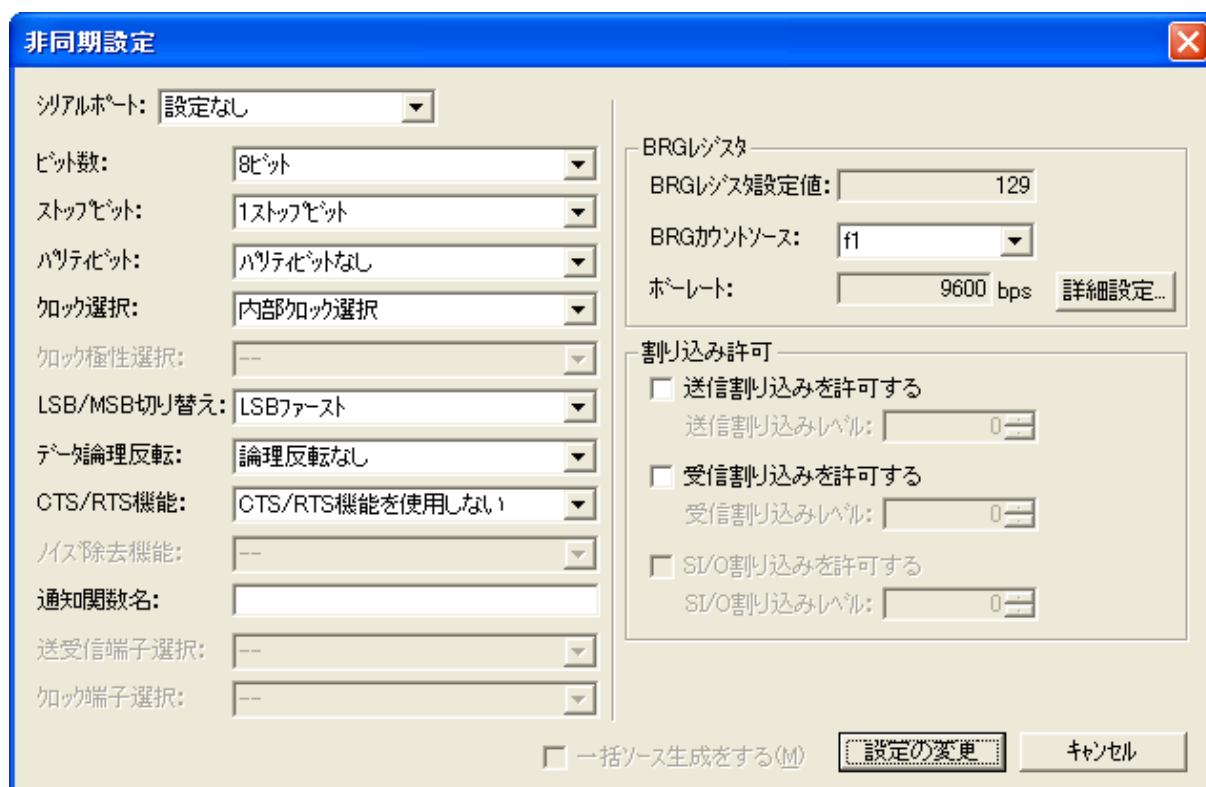 非同期設定
シリアルポート: 設定なし
ビット数: 8ビット
ストップビット: 1ストップビット
パリティビット: パリティビットなし
クロック選択: 内部クロック選択
クロック極性選択: --
LSB/MSB切り替え: LSBファースト
データ論理反転: 論理反転なし
CTS/RTS機能: CTS/RTS機能を使用しない
ノイズ除去機能: --
通知関数名:
送受信端子選択: --
クロック端子選択: --
BRGレジスタ
BRGレジスタ設定値: 129
BRGカウントソース: f1
ボーレート: 9600 bps 詳細設定...
割り込み許可
送信割り込みを許可する
送信割り込みレベル: 0
受信割り込みを許可する
受信割り込みレベル: 0
SI/O割り込みを許可する
SI/O割り込みレベル: 0
一括ソース生成をする(M) 設定の変更 キャンセル